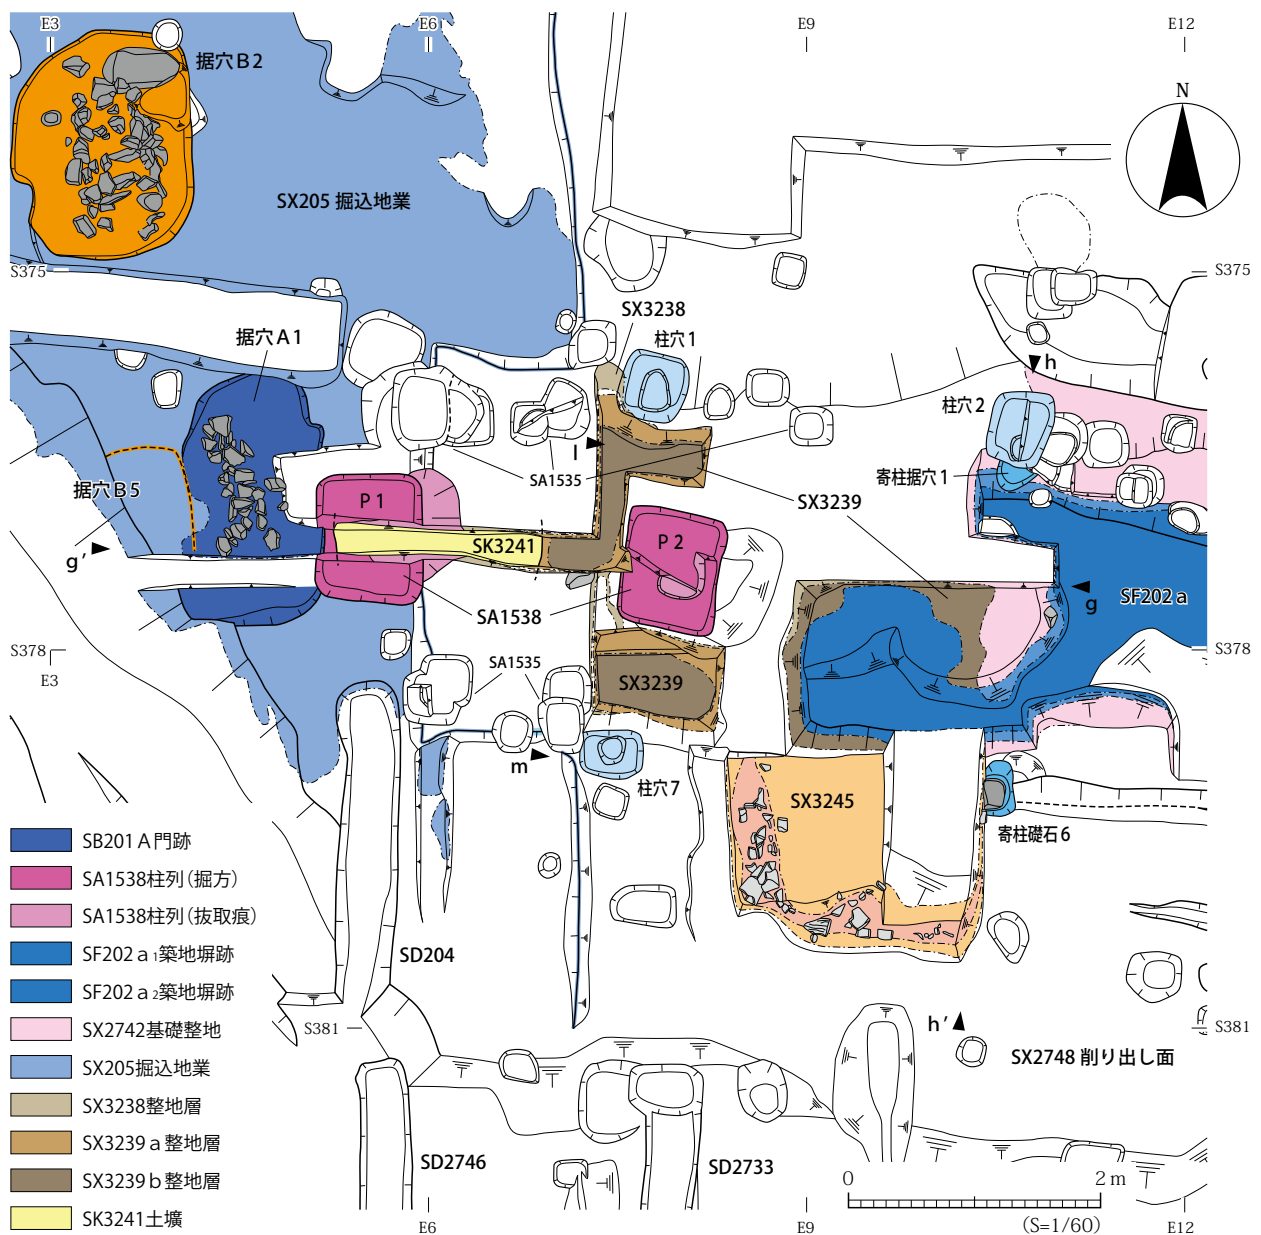 E3
E6
E9
E12
据穴B2
N
SX205 掘込地業
S375
S375
SX3238
据穴A1
柱穴1
h
柱穴2
l
SA1535
寄柱据穴1
据穴B5
P1
SX3239
g’
SK3241
P2
g
SF202a
SA1538
S378
E3
SA1535
SX3239
S378
m
柱穴7
SX3245
寄柱礎石6
SB201A門跡
SA1538柱列(掘方)
SA1538柱列(抜取痕)
SF202a1築地塀跡
SF202a2築地塀跡
SX2742基礎整地
SX205掘込地業
SX3238整地層
SX3239a整地層
SX3239b整地層
SK3241土壙
SD204
S381
h’
S381
SX2748 削り出し面
SD2746
SD2733
0 2m
(S=1/60)
E6
E9
E12